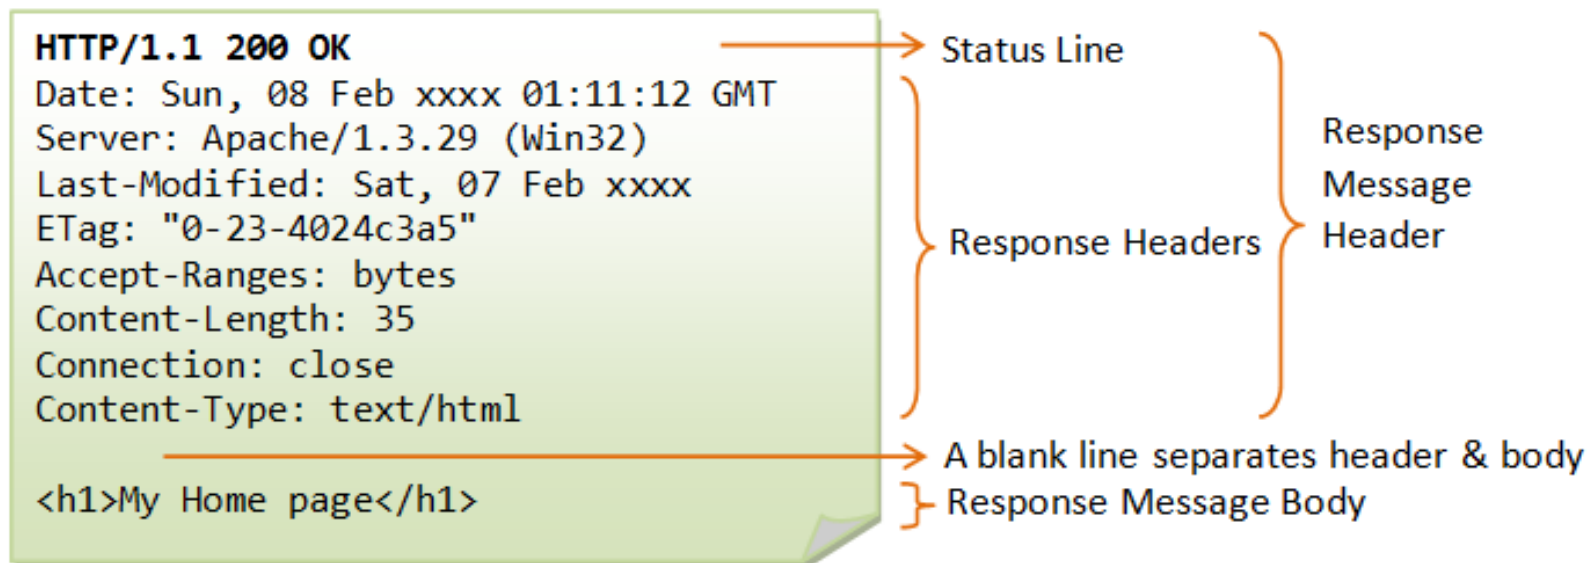 HTTP/1.1 200 OK
Date: Sun, 08 Feb xxxx 01:11:12 GMT
Server: Apache/1.3.29 (Win32)
Last-Modified: Sat, 07 Feb xxxx
ETag: "0-23-4024c3a5"
Accept-Ranges: bytes
Content-Length: 35
Connection: close
Content-Type: text/html
<h1>My Home page</h1>
Status Line
Response Headers
Response
Message
Header
A blank line separates header & body
Response Message Body